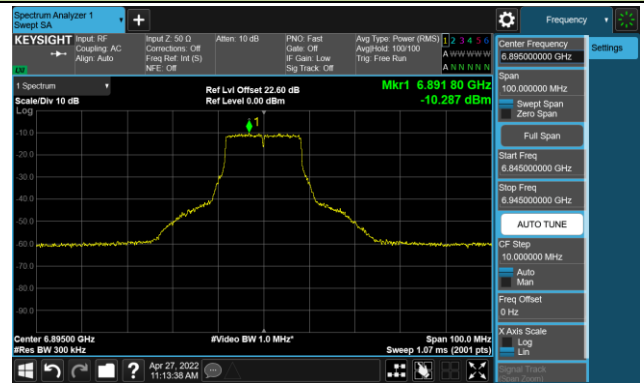 Spectrum Analyzer 1
Swept SA
Frequency
KEYSIGHT
Input: RF
Coupling: AC
Align: Auto
Input Z: 50 Ω
Corrections: Off
Freq Ref: Int (S)
NFE: Off
Atten: 10 dB
PNO: Fast
Gate: Off
IF Gain: Low
Sig Track: Off
Avg Type: Power (RMS)
Avg|Hold: 100/100
Trig: Free Run
1 2 3 4 5 6
A W W W W W
A N N N N N
1 Spectrum
Scale/Div 10 dB
Ref Lvl Offset 22.60 dB
Ref Level 0.00 dBm
Mkr1 6.891 80 GHz
-10.287 dBm
Log
1
-10.0
-20.0
-30.0
-40.0
-50.0
-60.0
-70.0
-80.0
-90.0
Center 6.89500 GHz
#Res BW 300 kHz
#Video BW 1.0 MHz*
Span 100.0 MHz
Sweep 1.07 ms (2001 pts)
Apr 27, 2022
11:13:38 AM
Center Frequency
6.895000000 GHz
Settings
Span
100.000000 MHz
Swept Span
Zero Span
Full Span
Start Freq
6.845000000 GHz
Stop Freq
6.945000000 GHz
AUTO TUNE
CF Step
10.000000 MHz
Auto
Man
Freq Offset
0 Hz
X Axis Scale
Log
Lin
Signal Track
(Span Zoom)